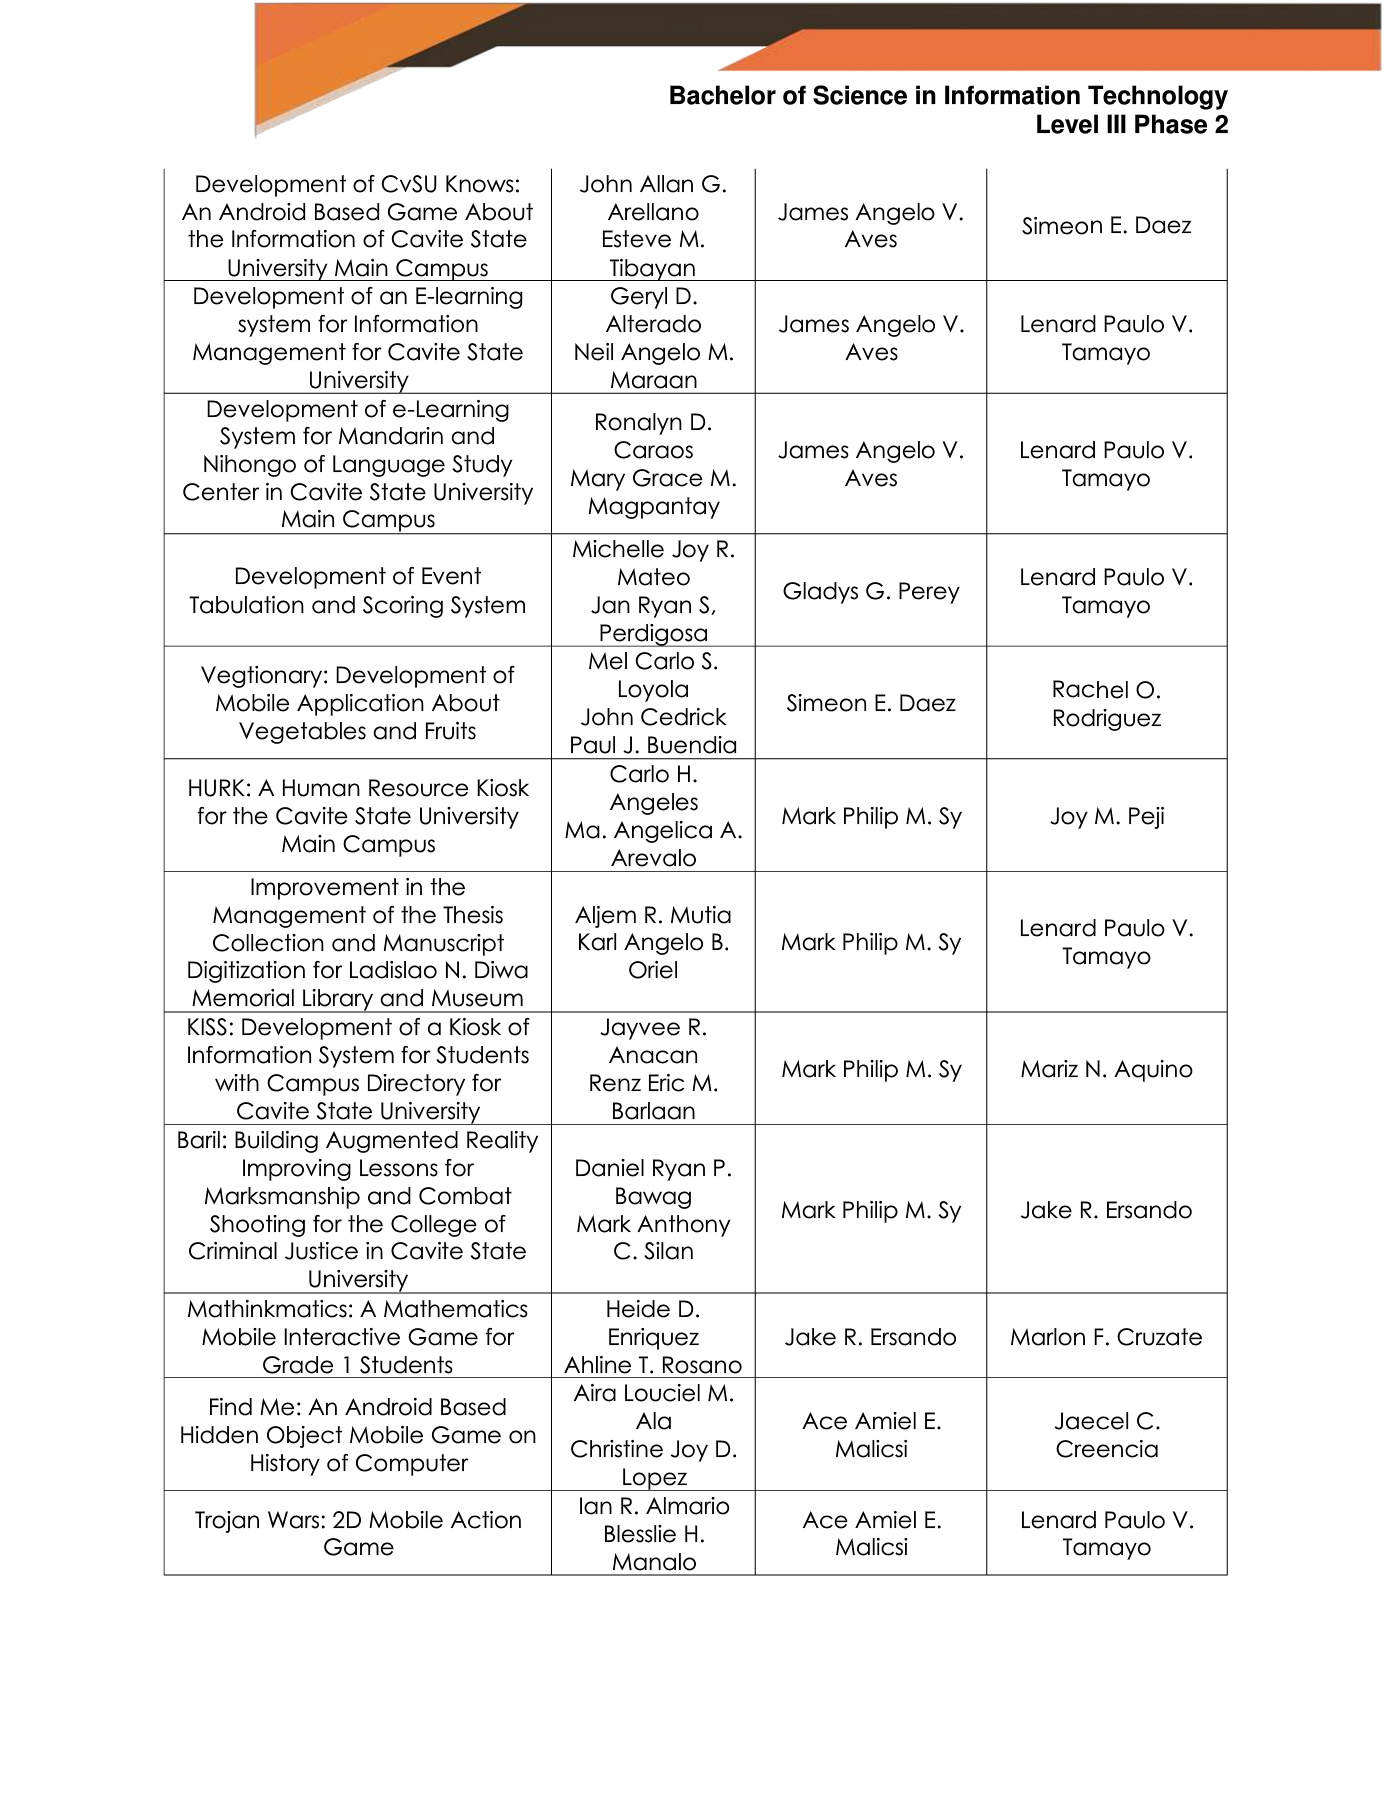 Bachelor of Science in Information Technology
Level III Phase 2
Development of CvSU Knows:
An Android Based Game About
the Information of Cavite State
University Main Campus
John Allan G.
Arellano
Esteve M.
Tibayan
James Angelo V.
Aves
Simeon E. Daez
Development of an E-learning
system for Information
Management for Cavite State
University
Geryl D.
Alterado
Neil Angelo M.
Maraan
James Angelo V.
Aves
Lenard Paulo V.
Tamayo
Development of e-Learning
System for Mandarin and
Nihongo of Language Study
Center in Cavite State University
Main Campus
Ronalyn D.
Caraos
Mary Grace M.
Magpantay
James Angelo V.
Aves
Lenard Paulo V.
Tamayo
Development of Event
Tabulation and Scoring System
Michelle Joy R.
Mateo
Jan Ryan S,
Perdigosa
Gladys G. Perey
Lenard Paulo V.
Tamayo
Vegtionary: Development of
Mobile Application About
Vegetables and Fruits
Mel Carlo S.
Loyola
John Cedrick
Paul J. Buendia
Simeon E. Daez
Rachel O.
Rodriguez
HURK: A Human Resource Kiosk
for the Cavite State University
Main Campus
Carlo H.
Angeles
Ma. Angelica A.
Arevalo
Mark Philip M. Sy
Joy M. Peji
Improvement in the
Management of the Thesis
Collection and Manuscript
Digitization for Ladislao N. Diwa
Memorial Library and Museum
Aljem R. Mutia
Karl Angelo B.
Oriel
Mark Philip M. Sy
Lenard Paulo V.
Tamayo
KISS: Development of a Kiosk of
Information System for Students
with Campus Directory for
Cavite State University
Jayvee R.
Anacan
Renz Eric M.
Barlaan
Mark Philip M. Sy
Mariz N. Aquino
Baril: Building Augmented Reality
Improving Lessons for
Marksmanship and Combat
Shooting for the College of
Criminal Justice in Cavite State
University
Daniel Ryan P.
Bawag
Mark Anthony
C. Silan
Mark Philip M. Sy
Jake R. Ersando
Mathinkmatics: A Mathematics
Mobile Interactive Game for
Grade 1 Students
Heide D.
Enriquez
Ahline T. Rosano
Jake R. Ersando
Marlon F. Cruzate
Find Me: An Android Based
Hidden Object Mobile Game on
History of Computer
Aira Louciel M.
Ala
Christine Joy D.
Lopez
Ace Amiel E.
Malicsi
Jaecel C.
Creencia
Trojan Wars: 2D Mobile Action
Game
Ian R. Almario
Blesslie H.
Manalo
Ace Amiel E.
Malicsi
Lenard Paulo V.
Tamayo